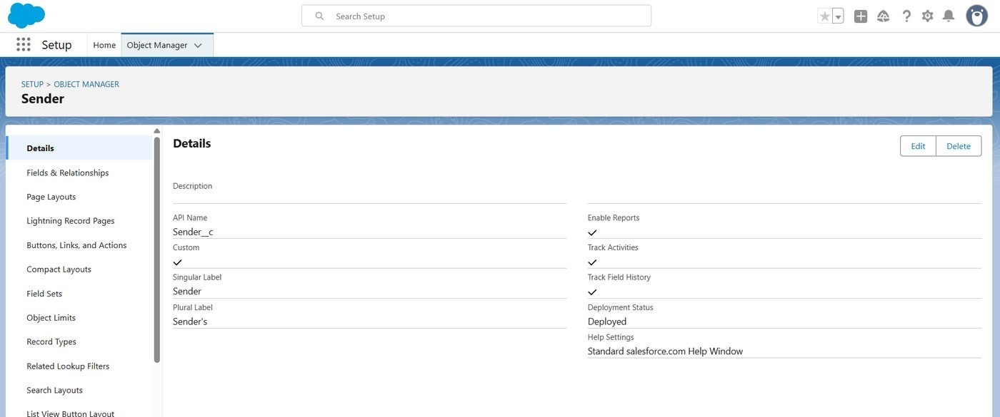 Search Setup
Setup
Home
Object Manager
SETUP > OBJECT MANAGER
Sender
Details
Fields & Relationships
Page Layouts
Lightning Record Pages
Buttons, Links, and Actions
Compact Layouts
Field Sets
Object Limits
Record Types
Related Lookup Filters
Search Layouts
List View Button Layout
Details
Edit
Delete
Description
API Name
Sender__c
Custom
Singular Label
Sender
Plural Label
Sender's
Enable Reports
Track Activities
Track Field History
Deployment Status
Deployed
Help Settings
Standard salesforce.com Help Window